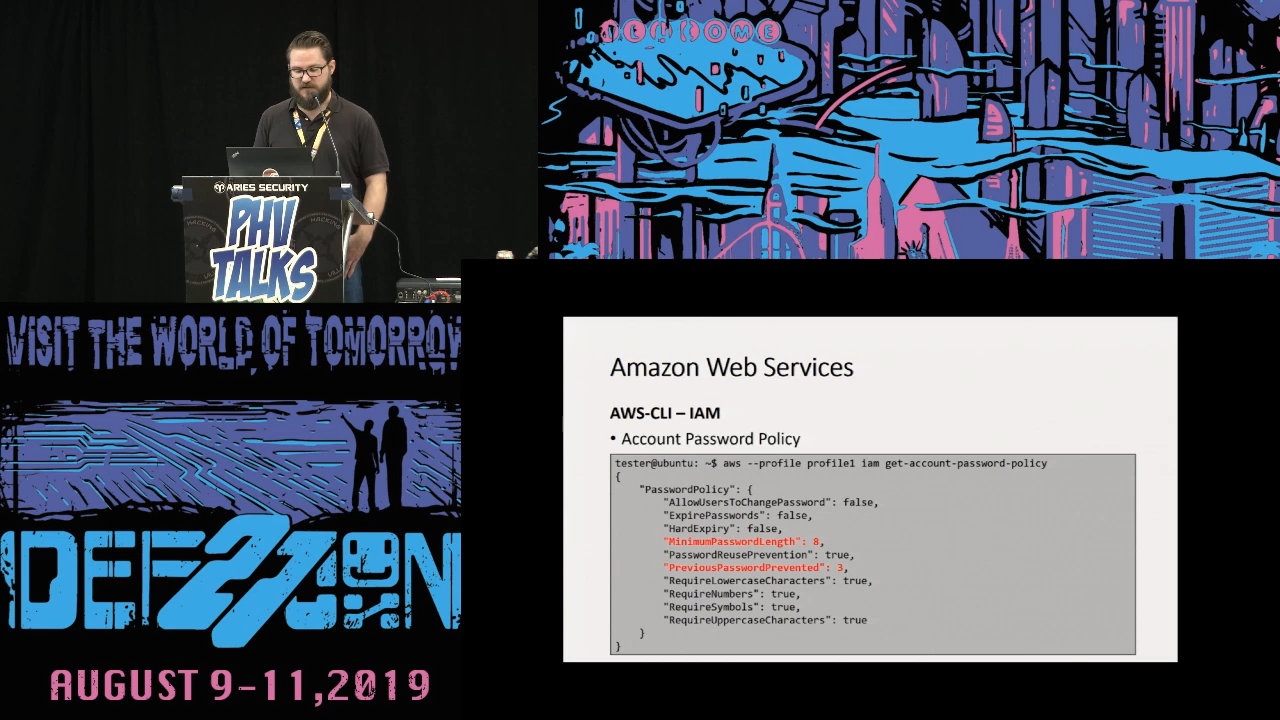 WELCOME
ARIES SECURITY
PHV
TALKS
VISIT THE WORLD OF TOMORROW
DEF CON
27
AUGUST 9-11,2019
Amazon Web Services
AWS-CLI – IAM
• Account Password Policy
tester@ubuntu: ~$ aws --profile profile1 iam get-account-password-policy
{
    "PasswordPolicy": {
        "AllowUsersToChangePassword": false,
        "ExpirePasswords": false,
        "HardExpiry": false,
        "MinimumPasswordLength": 8,
        "PasswordReusePrevention": true,
        "PreviousPasswordPrevented": 3,
        "RequireLowercaseCharacters": true,
        "RequireNumbers": true,
        "RequireSymbols": true,
        "RequireUppercaseCharacters": true
    }
}